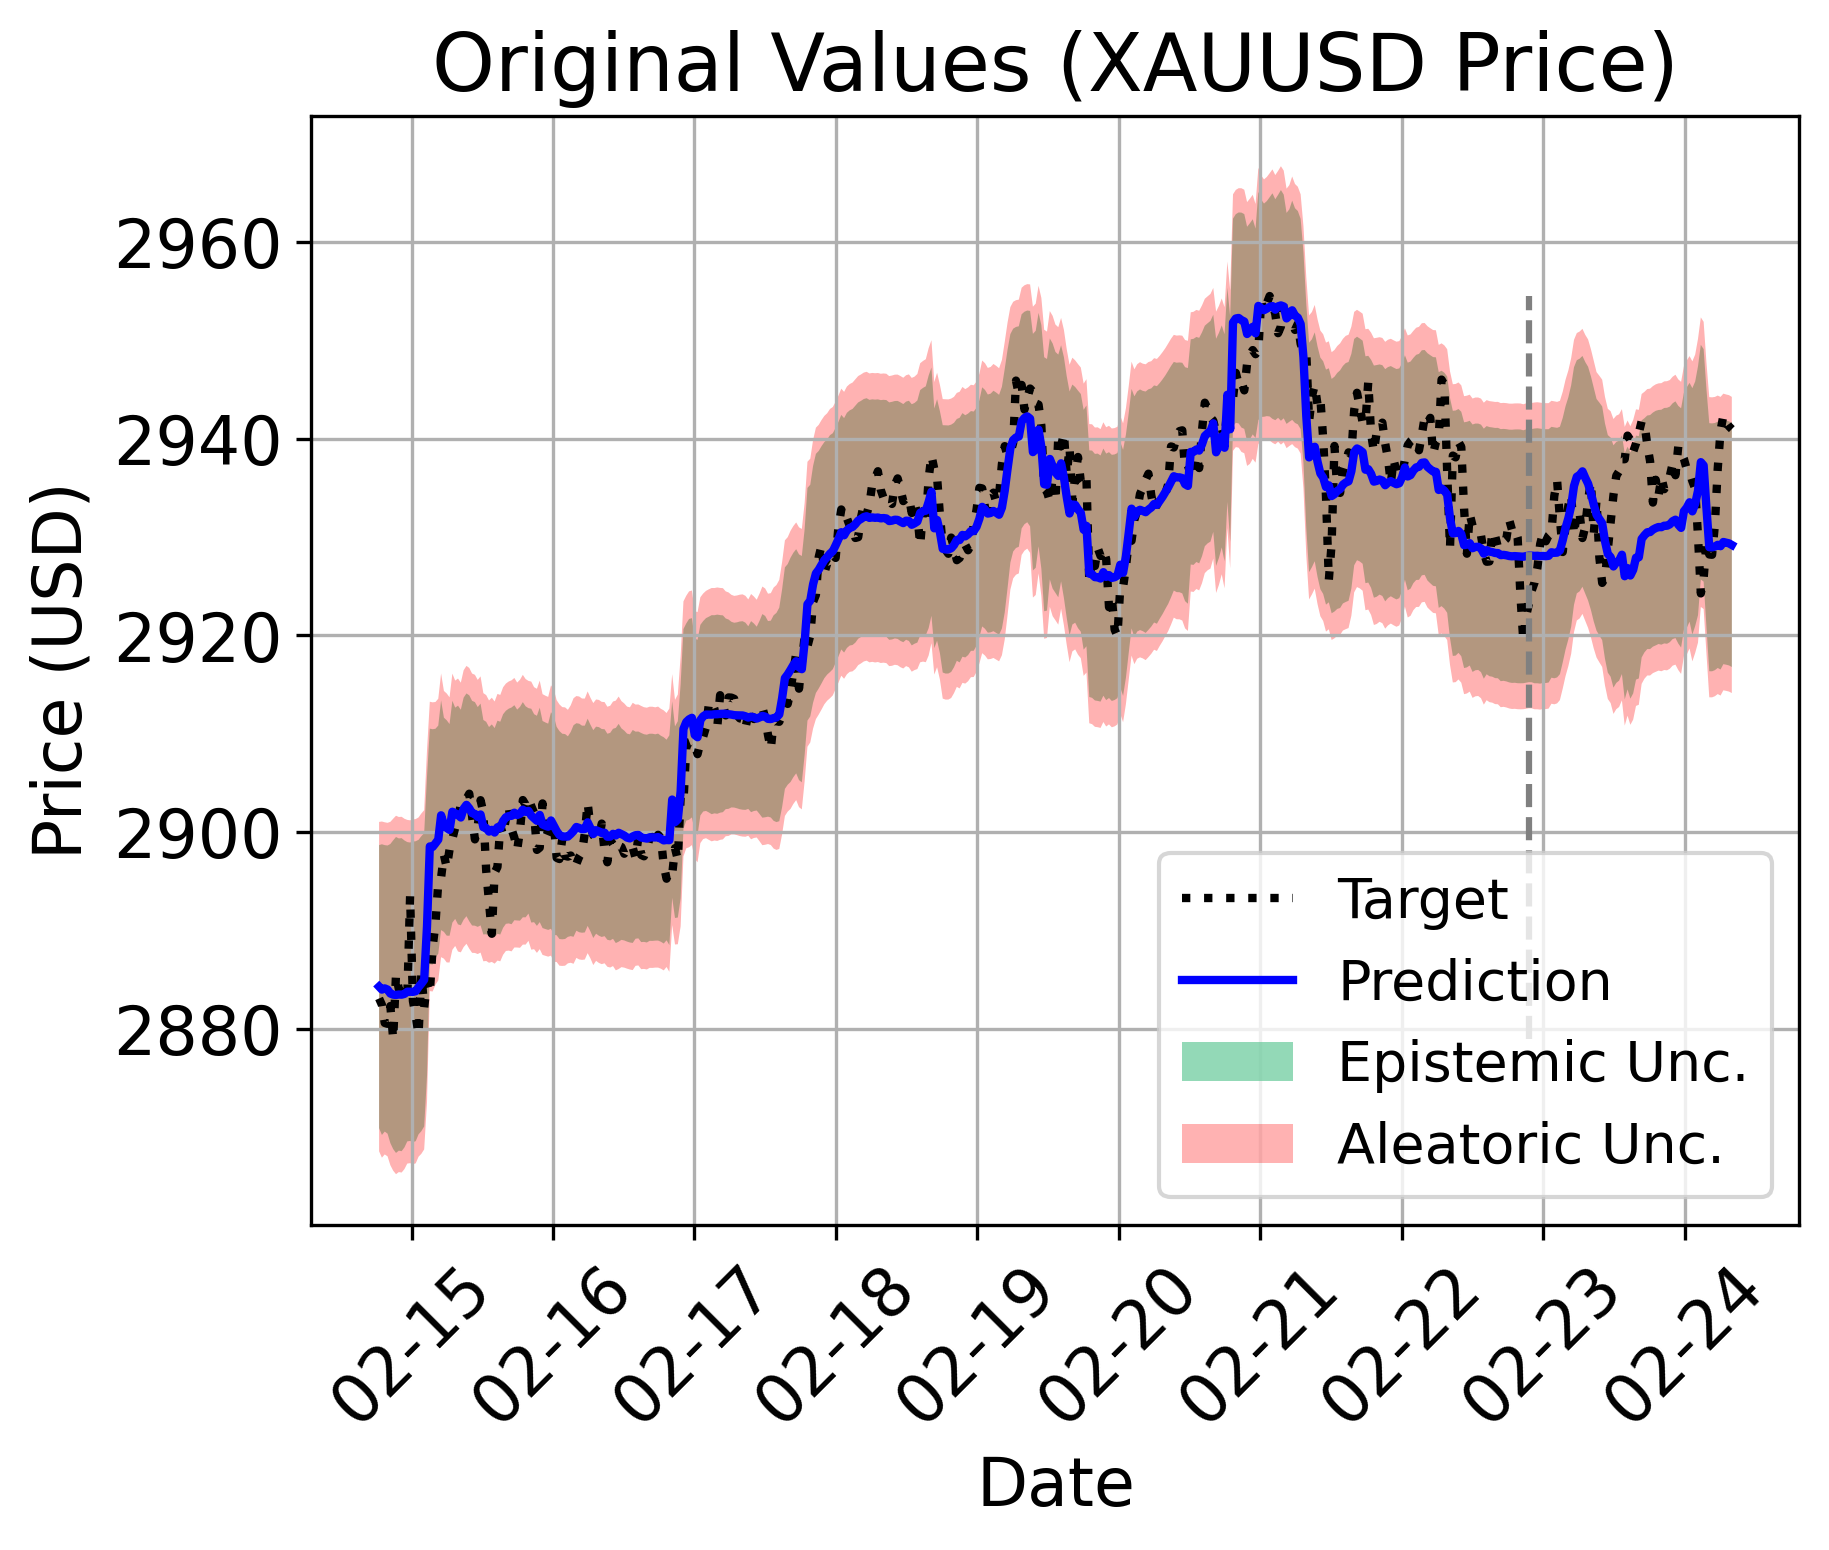 Original Values (XAUUSD Price)
Price (USD)
2960
2940
2920
2900
2880
Target
Prediction
Epistemic Unc.
Aleatoric Unc.
02-15
02-16
02-17
02-18
02-19
02-20
02-21
02-22
02-23
02-24
Date